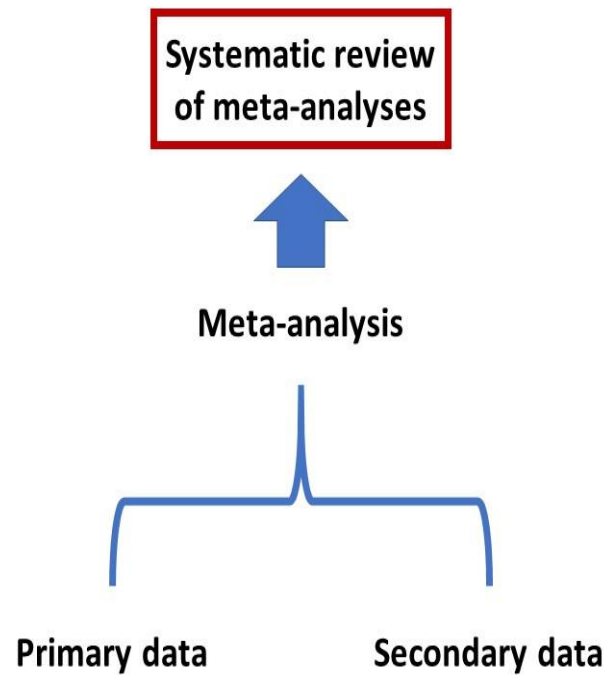 Systematic review
of meta-analyses
Meta-analysis
Primary data
Secondary data